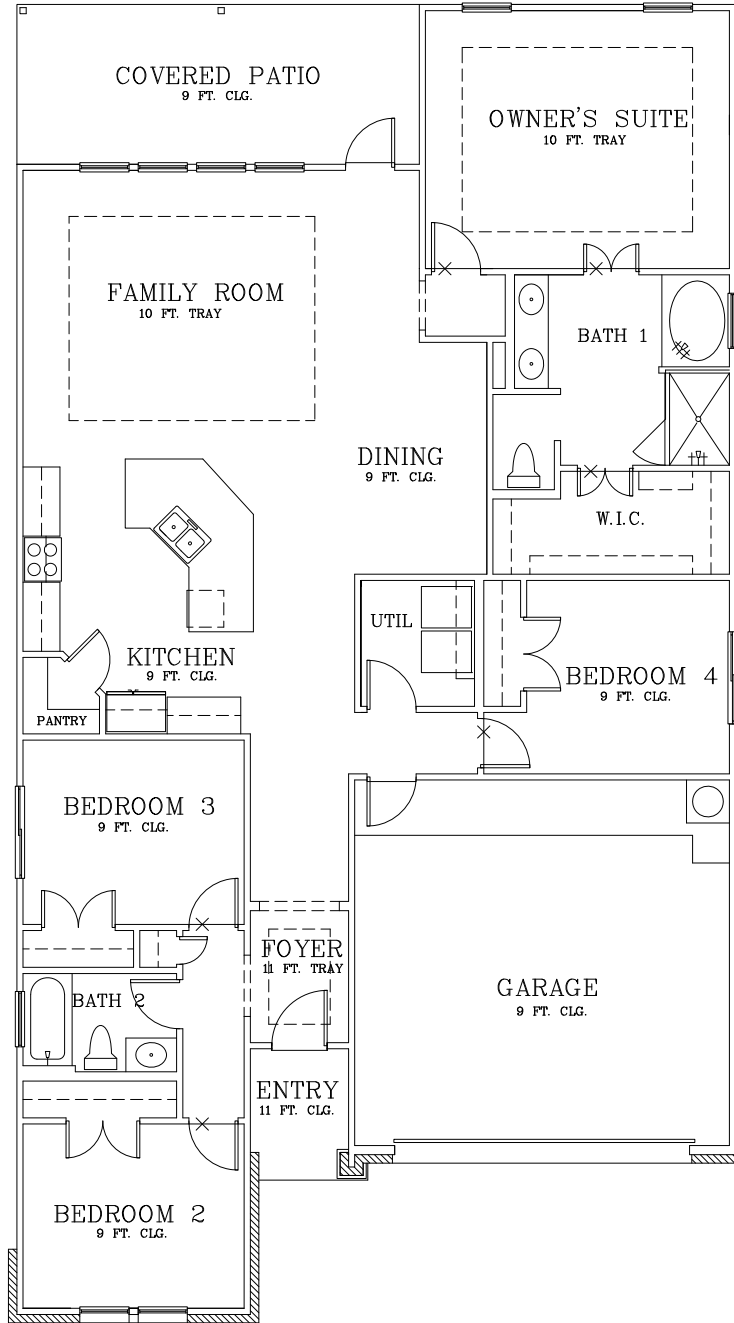 COVERED PATIO
9 FT. CLG.
OWNER'S SUITE
10 FT. TRAY
FAMILY ROOM
10 FT. TRAY
BATH 1
DINING
9 FT. CLG.
W.I.C.
UTIL
KITCHEN
9 FT. CLG.
BEDROOM 4
9 FT. CLG.
PANTRY
BEDROOM 3
9 FT. CLG.
FOYER
11 FT. TRAY
GARAGE
9 FT. CLG.
BATH 2
ENTRY
11 FT. CLG.
BEDROOM 2
9 FT. CLG.